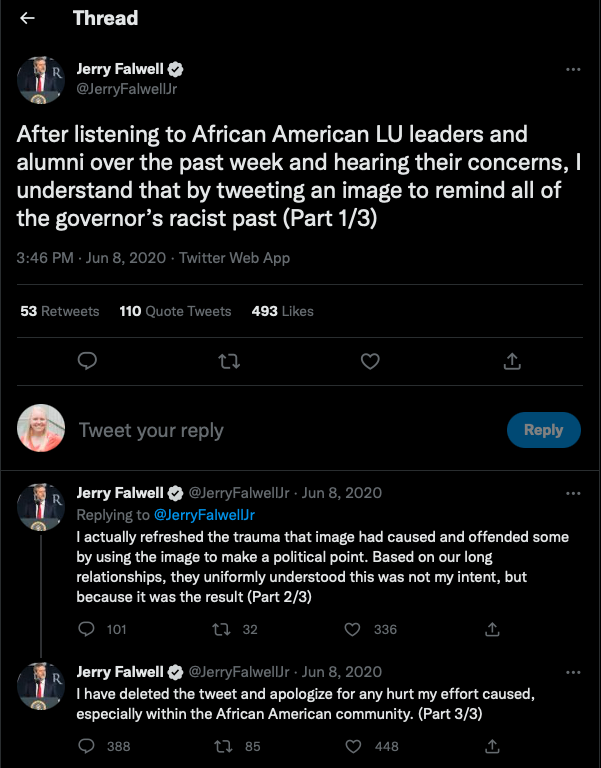 Thread
Jerry Falwell
@JerryFalwellJr
After listening to African American LU leaders and
alumni over the past week and hearing their concerns, I
understand that by tweeting an image to remind all of
the governor’s racist past (Part 1/3)
3:46 PM · Jun 8, 2020 · Twitter Web App
53 Retweets 110 Quote Tweets 493 Likes
Tweet your reply
Reply
Jerry Falwell @JerryFalwellJr · Jun 8, 2020
Replying to @JerryFalwellJr
I actually refreshed the trauma that image had caused and offended some
by using the image to make a political point. Based on our long
relationships, they uniformly understood this was not my intent, but
because it was the result (Part 2/3)
101 32 336
Jerry Falwell @JerryFalwellJr · Jun 8, 2020
I have deleted the tweet and apologize for any hurt my effort caused,
especially within the African American community. (Part 3/3)
388 85 448